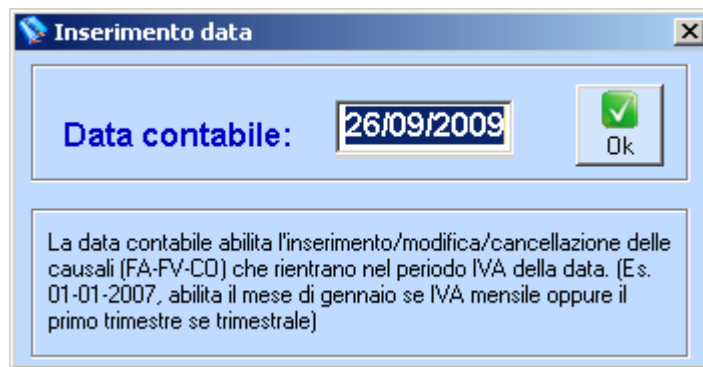 Inserimento data
Data contabile: 26/09/2009
Ok
La data contabile abilita l'inserimento/modifica/cancellazione delle
causali (FA-FV-CO) che rientrano nel periodo IVA della data. (Es.
01-01-2007, abilita il mese di gennaio se IVA mensile oppure il
primo trimestre se trimestrale)